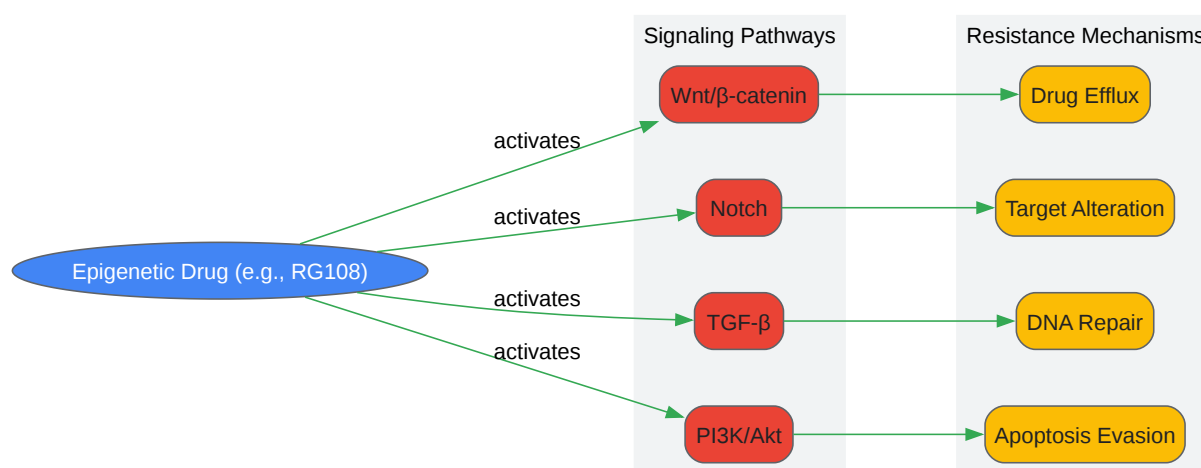 Signaling Pathways
Resistance Mechanisms
Wnt/β-catenin
Drug Efflux
activates
Notch
Target Alteration
activates
Epigenetic Drug (e.g., RG108)
activates
TGF-β
DNA Repair
activates
PI3K/Akt
Apoptosis Evasion